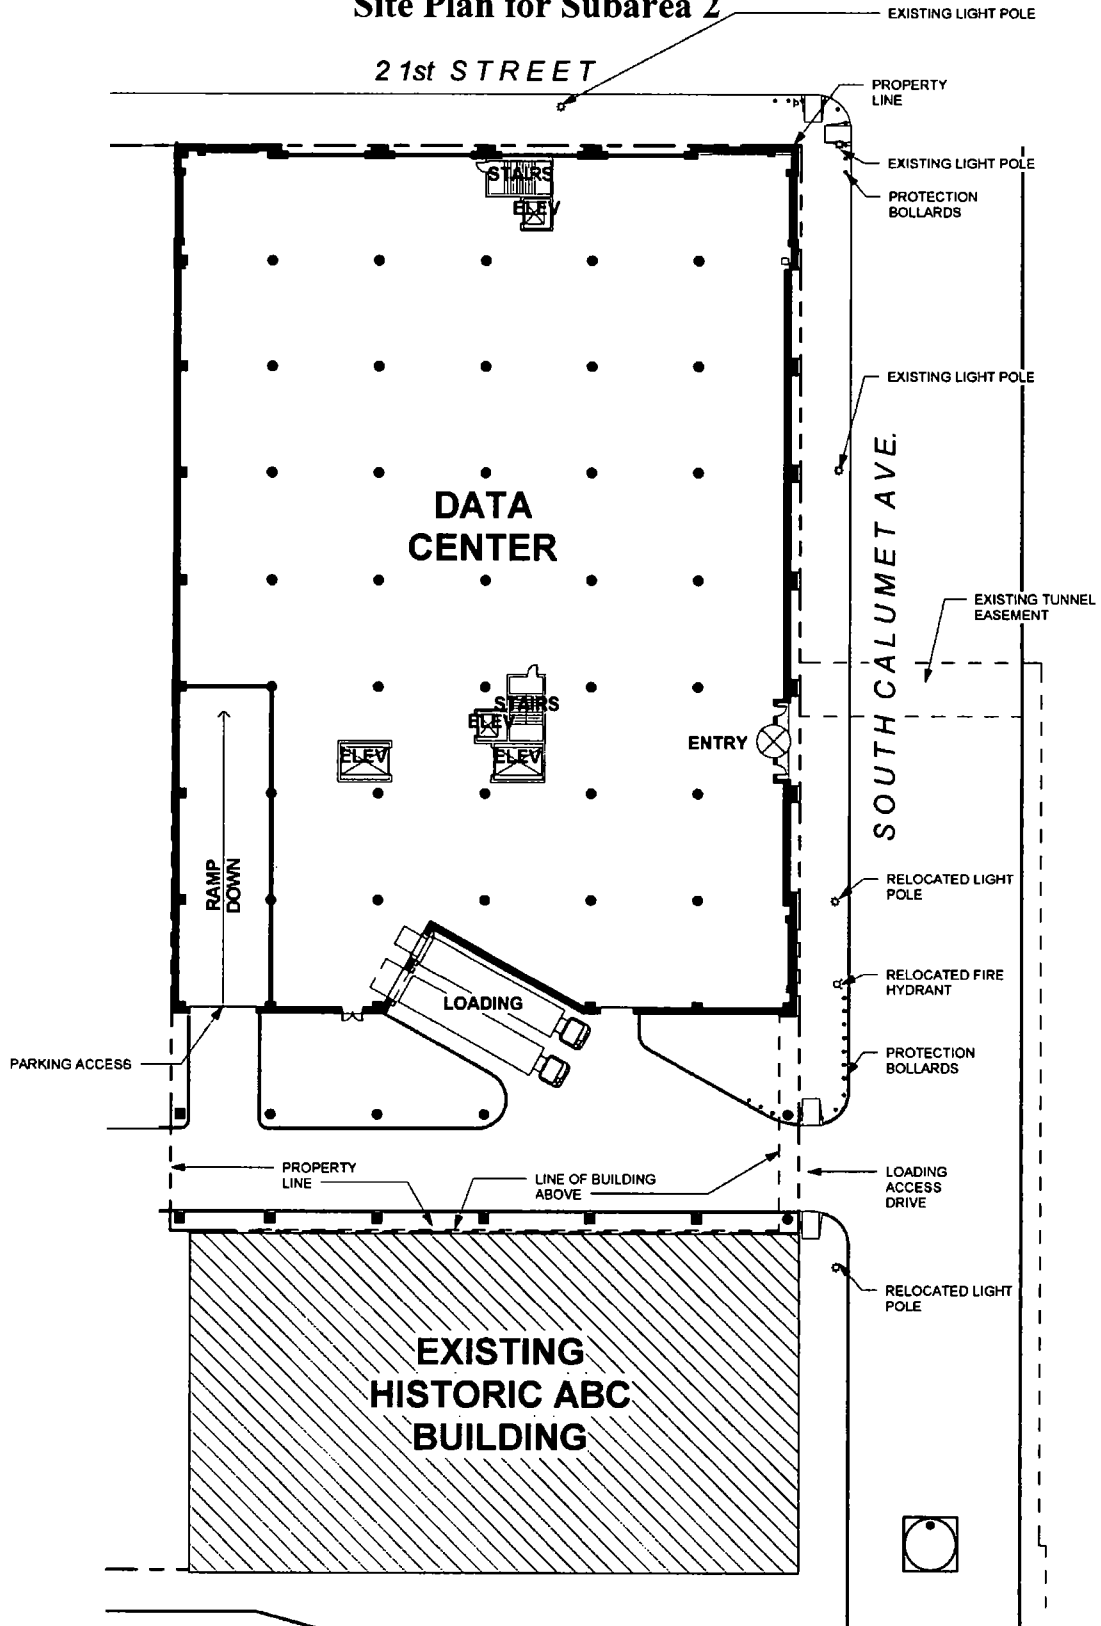 Site Plan for Subarea 2
EXISTING LIGHT POLE
21st STREET
PROPERTY
LINE
EXISTING LIGHT POLE
STAIRS
PROTECTION
BOLLARDS
ELEV
EXISTING LIGHT POLE
DATA
CENTER
SOUTH CALUMET AVE.
EXISTING TUNNEL
EASEMENT
STAIRS
ELEV
ENTRY
ELEV
ELEV
RAMP
DOWN
RELOCATED LIGHT
POLE
RELOCATED FIRE
HYDRANT
LOADING
PARKING ACCESS
PROTECTION
BOLLARDS
PROPERTY
LINE
LINE OF BUILDING
ABOVE
LOADING
ACCESS
DRIVE
RELOCATED LIGHT
POLE
EXISTING
HISTORIC ABC
BUILDING